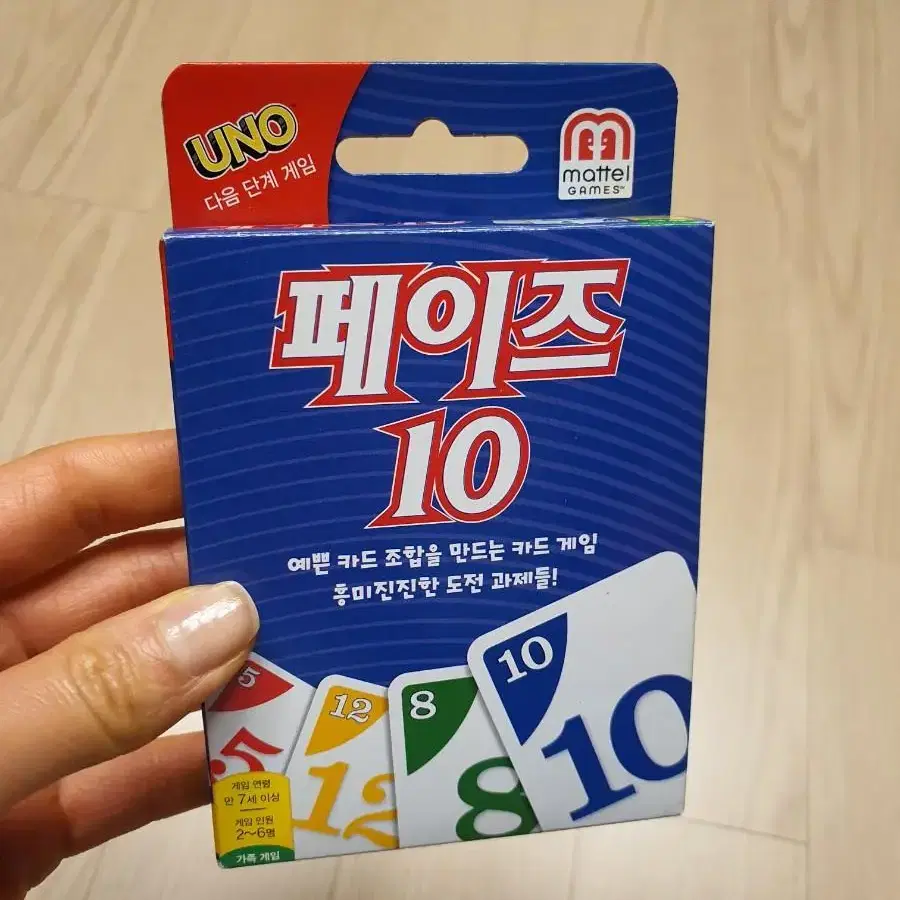 UNO
다음 단계 게임
mattel
GAMES™
페이즈
10
예쁜 카드 조합을 만드는 카드 게임
흥미진진한 도전 과제들!
5
5
12
12
8
8
10
10
게임 연령
만 7세 이상
게임 인원
2~6명
가족 게임